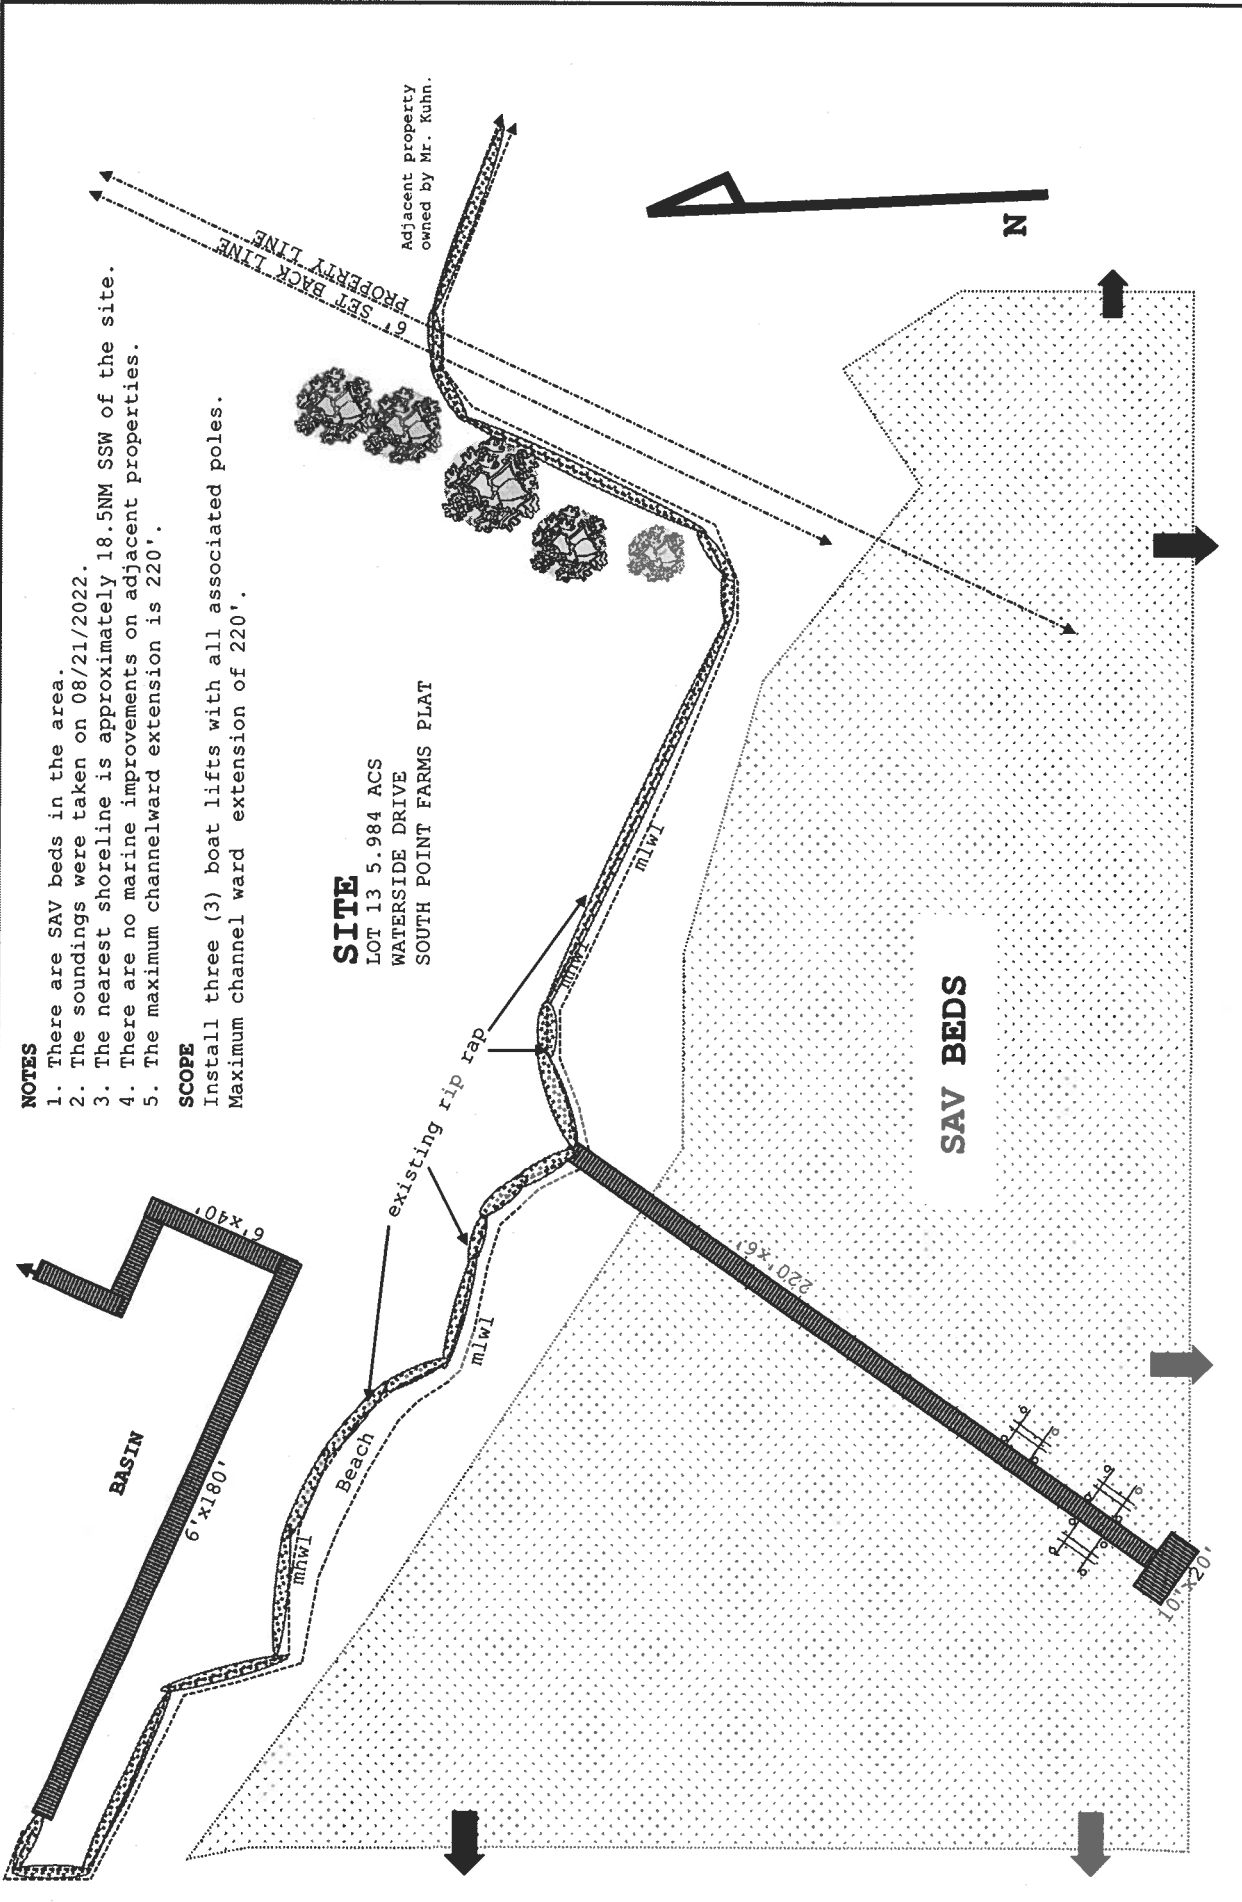 NOTES
1. There are SAV beds in the area.
2. The soundings were taken on 08/21/2022.
3. The nearest shoreline is approximately 18.5NM SSW of the site.
4. There are no marine improvements on adjacent properties.
5. The maximum channelward extension is 220'.
SCOPE
Install three (3) boat lifts with all associated poles.
Maximum channel ward extension of 220'.
Adjacent property
owned by Mr. Kuhn.
PROPERTY LINE
6' SET BACK LINE
N
SITE
LOT 13 5.984 ACS
WATERSIDE DRIVE
SOUTH POINT FARMS PLAT
6'x40'
BASIN
6'x180'
existing rip rap
mhwl
mlwl
mlwl
Beach
mhwl
220'x6'
SAV BEDS
10'x20'